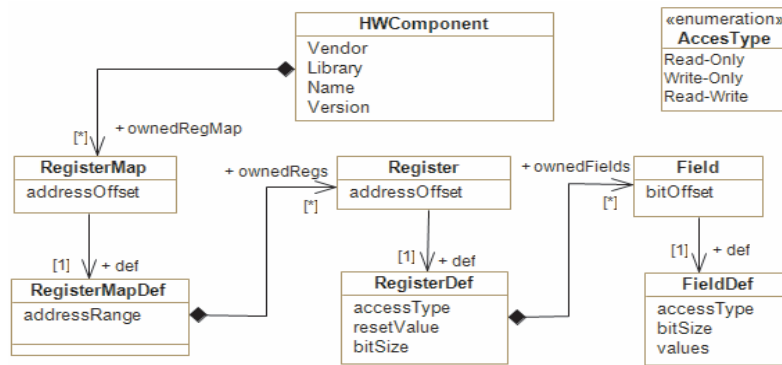 HWComponent
Vendor
Library
Name
Version
«enumeration»
AccesType
Read-Only
Write-Only
Read-Write
[*]
+ ownedRegMap
RegisterMap
addressOffset
+ ownedRegs
[*]
Register
addressOffset
+ ownedFields
[*]
Field
bitOffset
[1]
+ def
RegisterMapDef
addressRange
[1]
+ def
RegisterDef
accessType
resetValue
bitSize
[1]
+ def
FieldDef
accessType
bitSize
values